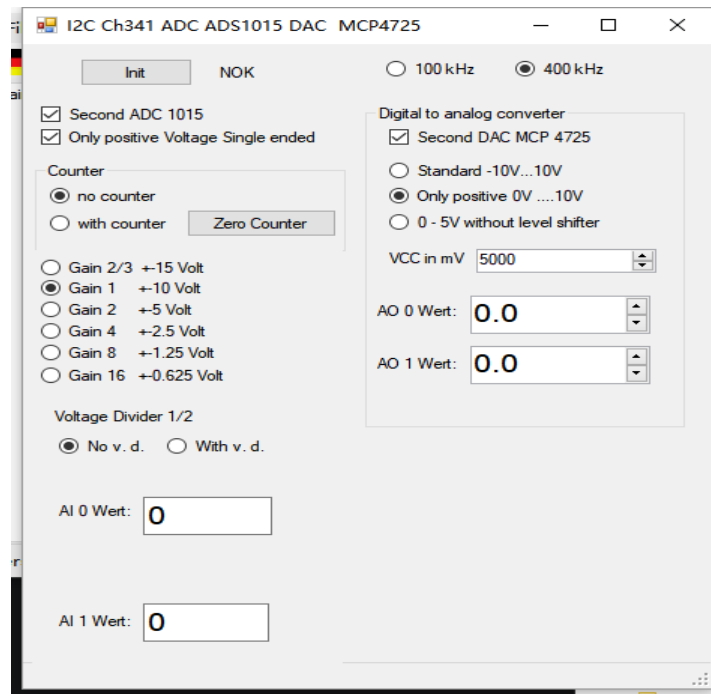 I2C Ch341 ADC ADS1015 DAC MCP4725
Init NOK
100 kHz 400 kHz
Second ADC 1015
Only positive Voltage Single ended
Counter
no counter
with counter Zero Counter
Gain 2/3 +-15 Volt
Gain 1 +-10 Volt
Gain 2 +-5 Volt
Gain 4 +-2.5 Volt
Gain 8 +-1.25 Volt
Gain 16 +-0.625 Volt
Voltage Divider 1/2
No v. d. With v. d.
AI 0 Wert: 0
AI 1 Wert: 0
Digital to analog converter
Second DAC MCP 4725
Standard -10V...10V
Only positive 0V ....10V
0 - 5V without level shifter
VCC in mV 5000
AO 0 Wert: 0.0
AO 1 Wert: 0.0